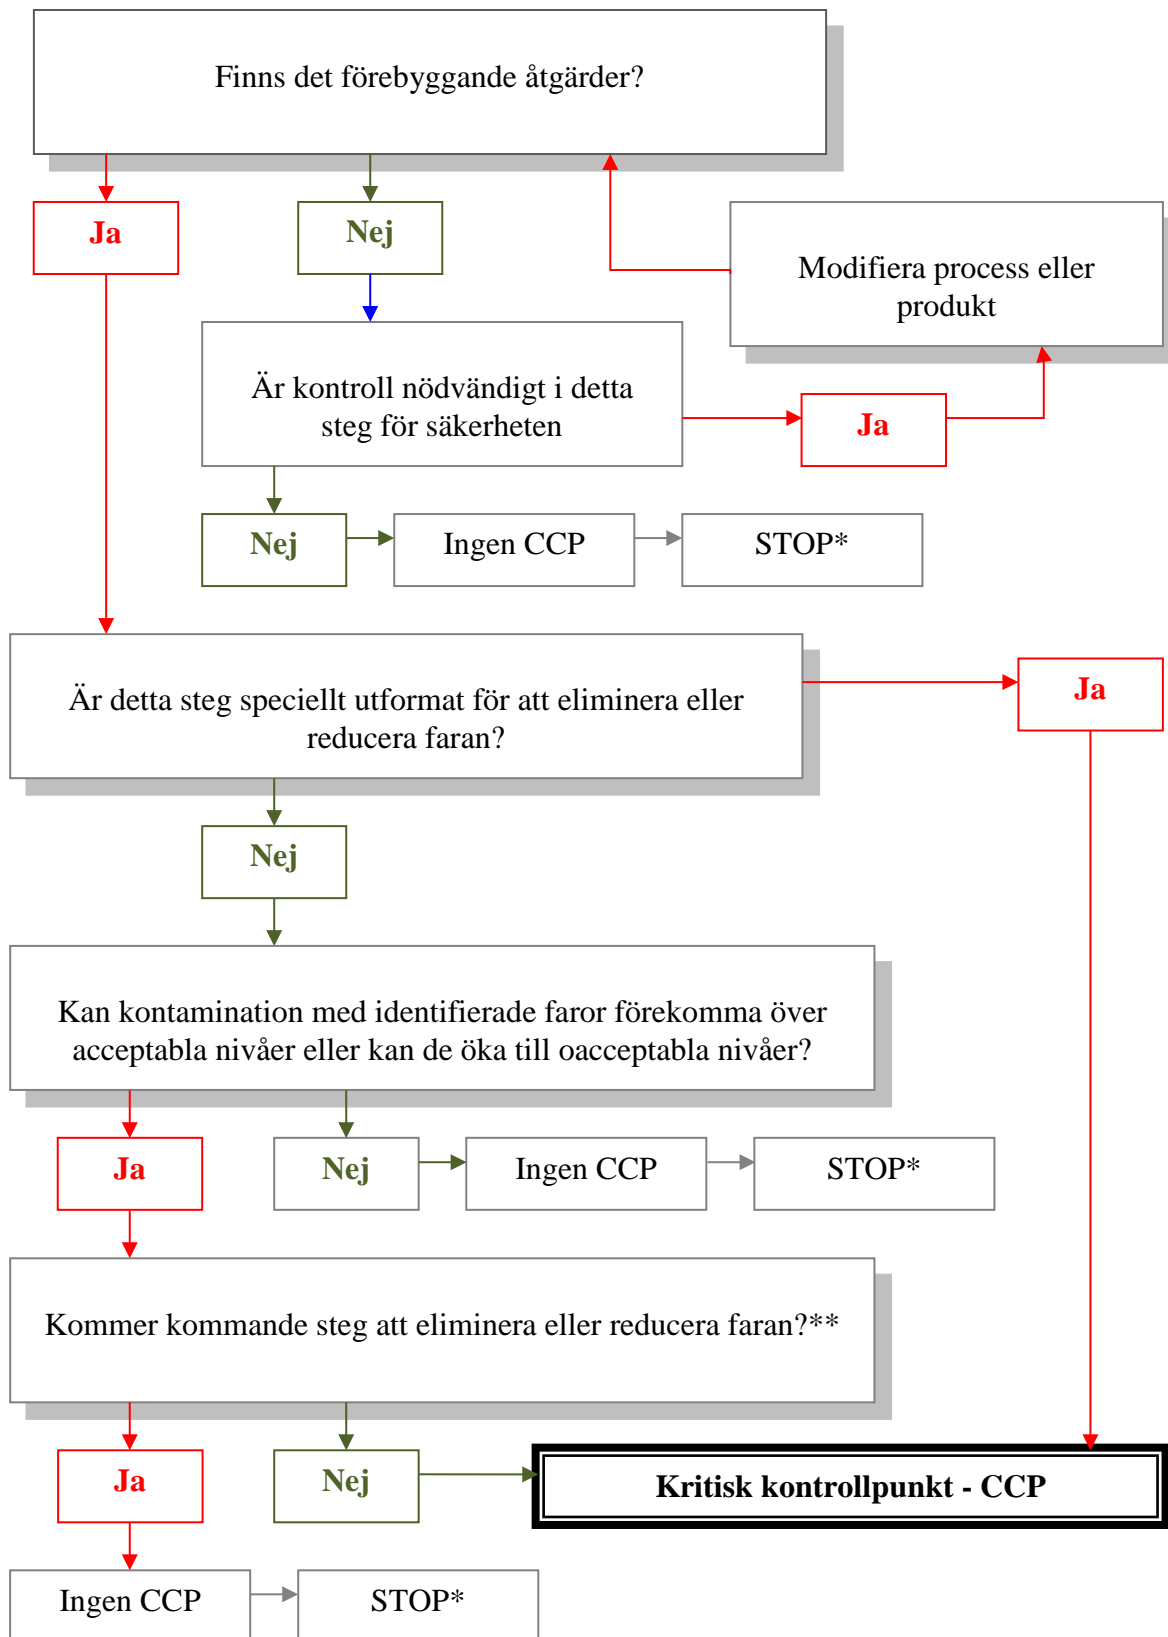 Finns det förebyggande åtgärder?
Ja
Nej
Modifiera process eller
produkt
Är kontroll nödvändigt i detta
steg för säkerheten
Ja
Nej
Ingen CCP
STOP*
Är detta steg speciellt utformat för att eliminera eller
reducera faran?
Ja
Nej
Kan kontamination med identifierade faror förekomma över
acceptabla nivåer eller kan de öka till oacceptabla nivåer?
Ja
Nej
Ingen CCP
STOP*
Kommer kommande steg att eliminera eller reducera faran?**
Ja
Nej
Kritisk kontrollpunkt - CCP
Ingen CCP
STOP*